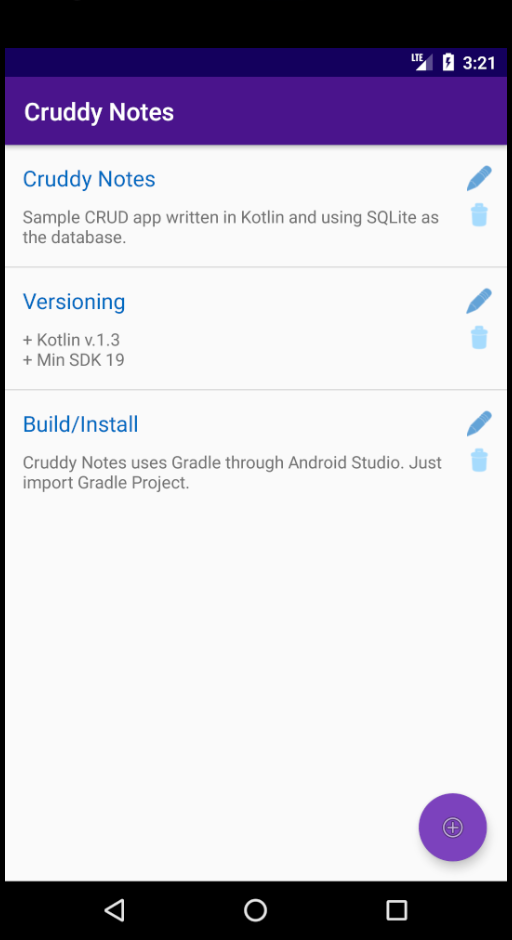 LTE 3:21
Cruddy Notes
Cruddy Notes
Sample CRUD app written in Kotlin and using SQLite as
the database.
Versioning
+ Kotlin v.1.3
+ Min SDK 19
Build/Install
Cruddy Notes uses Gradle through Android Studio. Just
import Gradle Project.